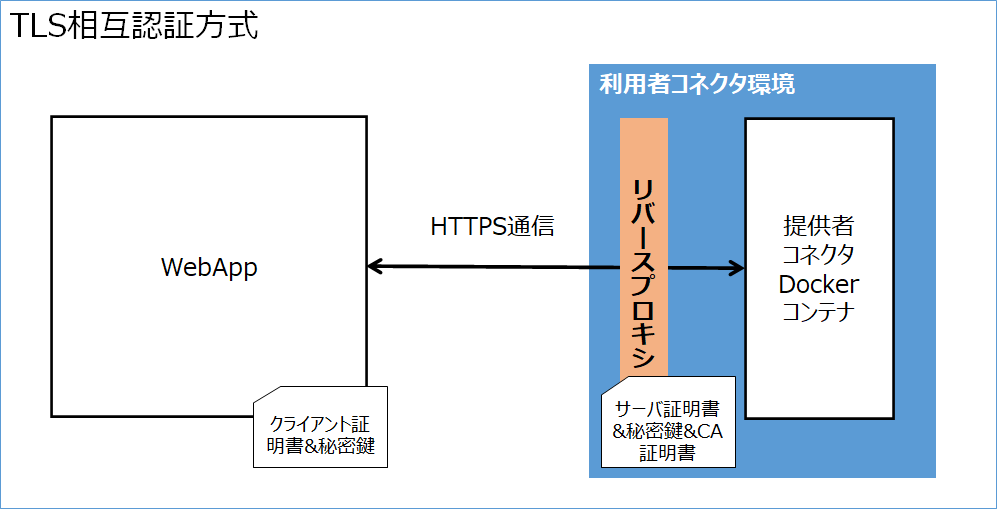 TLS相互認証方式
利用者コネクタ環境
WebApp
HTTPS通信
リバースプロキシ
提供者
コネクタ
Docker
コンテナ
クライアント証
明書&秘密鍵
サーバ証明書
&秘密鍵&CA
証明書